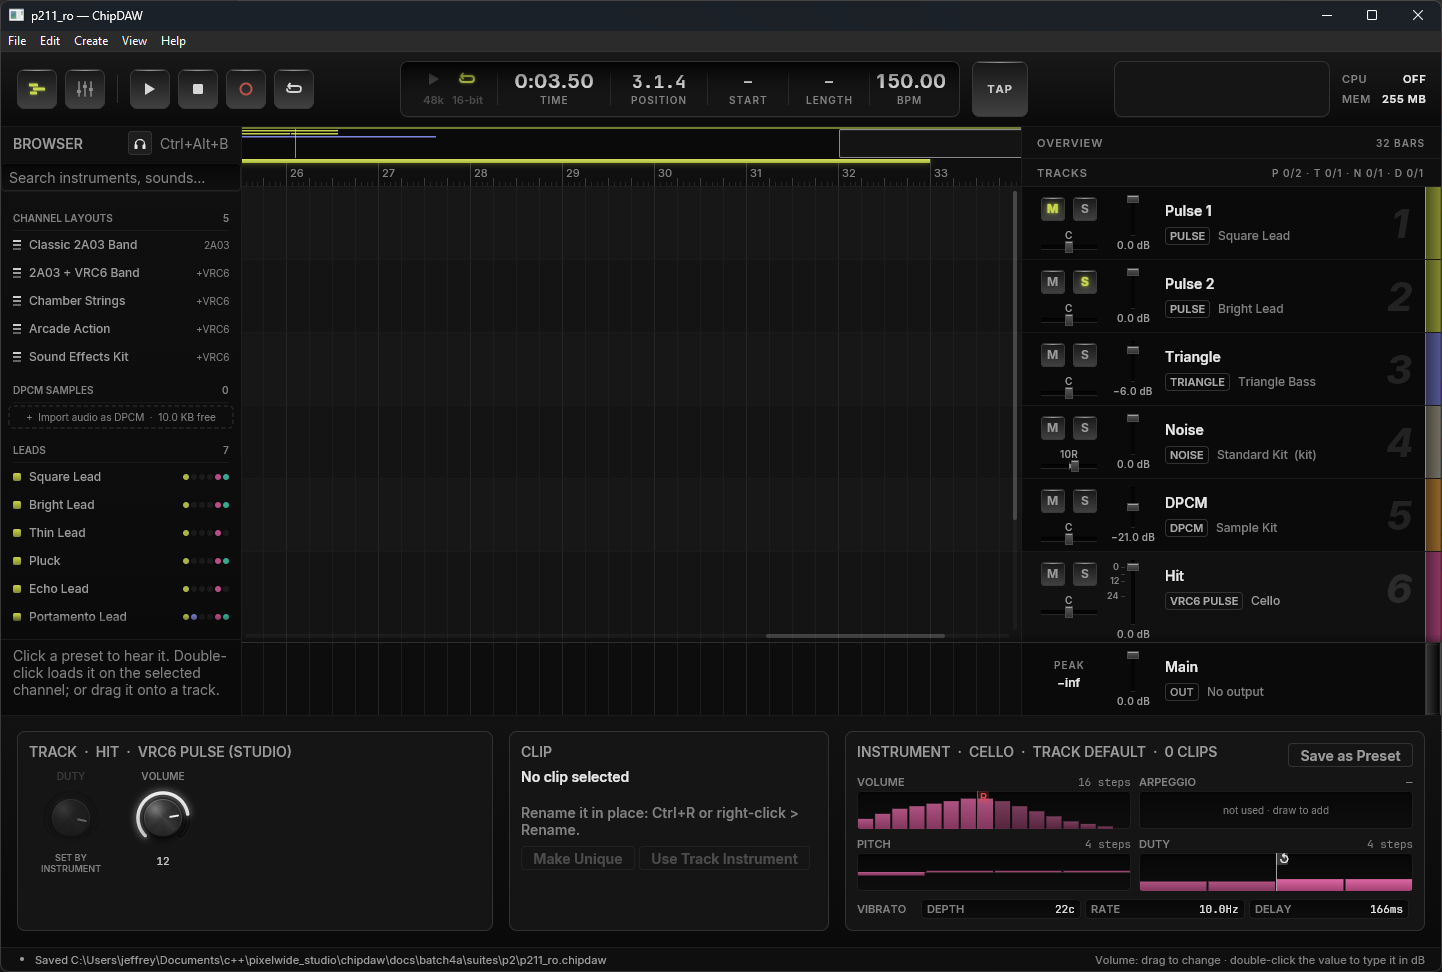 p211_ro — ChipDAW
File Edit Create View Help
48k 16-bit
0:03.50 TIME
3.1.4 POSITION
– START
– LENGTH
150.00 BPM
TAP
CPU OFF
MEM 255 MB
BROWSER Ctrl+Alt+B
Search instruments, sounds...
CHANNEL LAYOUTS 5
Classic 2A03 Band 2A03
2A03 + VRC6 Band +VRC6
Chamber Strings +VRC6
Arcade Action +VRC6
Sound Effects Kit +VRC6
DPCM SAMPLES 0
+ Import audio as DPCM · 10.0 KB free
LEADS 7
Square Lead
Bright Lead
Thin Lead
Pluck
Echo Lead
Portamento Lead
Click a preset to hear it. Double-
click loads it on the selected
channel; or drag it onto a track.
26 27 28 29 30 31 32 33
OVERVIEW 32 BARS
TRACKS P 0/2 · T 0/1 · N 0/1 · D 0/1
M S C 0.0 dB Pulse 1 PULSE Square Lead 1
M S C 0.0 dB Pulse 2 PULSE Bright Lead 2
M S C −6.0 dB Triangle TRIANGLE Triangle Bass 3
M S 10R 0.0 dB Noise NOISE Standard Kit (kit) 4
M S C −21.0 dB DPCM DPCM Sample Kit 5
M S C 0 12 24 0.0 dB Hit VRC6 PULSE Cello 6
PEAK −inf 0.0 dB Main OUT No output
TRACK · HIT · VRC6 PULSE (STUDIO)
DUTY VOLUME
SET BY
INSTRUMENT
12
CLIP
No clip selected
Rename it in place: Ctrl+R or right-click >
Rename.
Make Unique Use Track Instrument
INSTRUMENT · CELLO · TRACK DEFAULT · 0 CLIPS Save as Preset
VOLUME 16 steps ARPEGGIO –
R
not used · draw to add
PITCH 4 steps DUTY 4 steps
VIBRATO DEPTH 22c RATE 10.0Hz DELAY 166ms
• Saved C:\Users\jeffrey\Documents\c++\pixelwide_studio\chipdaw\docs\batch4a\suites\p2\p211_ro.chipdaw
Volume: drag to change · double-click the value to type it in dB